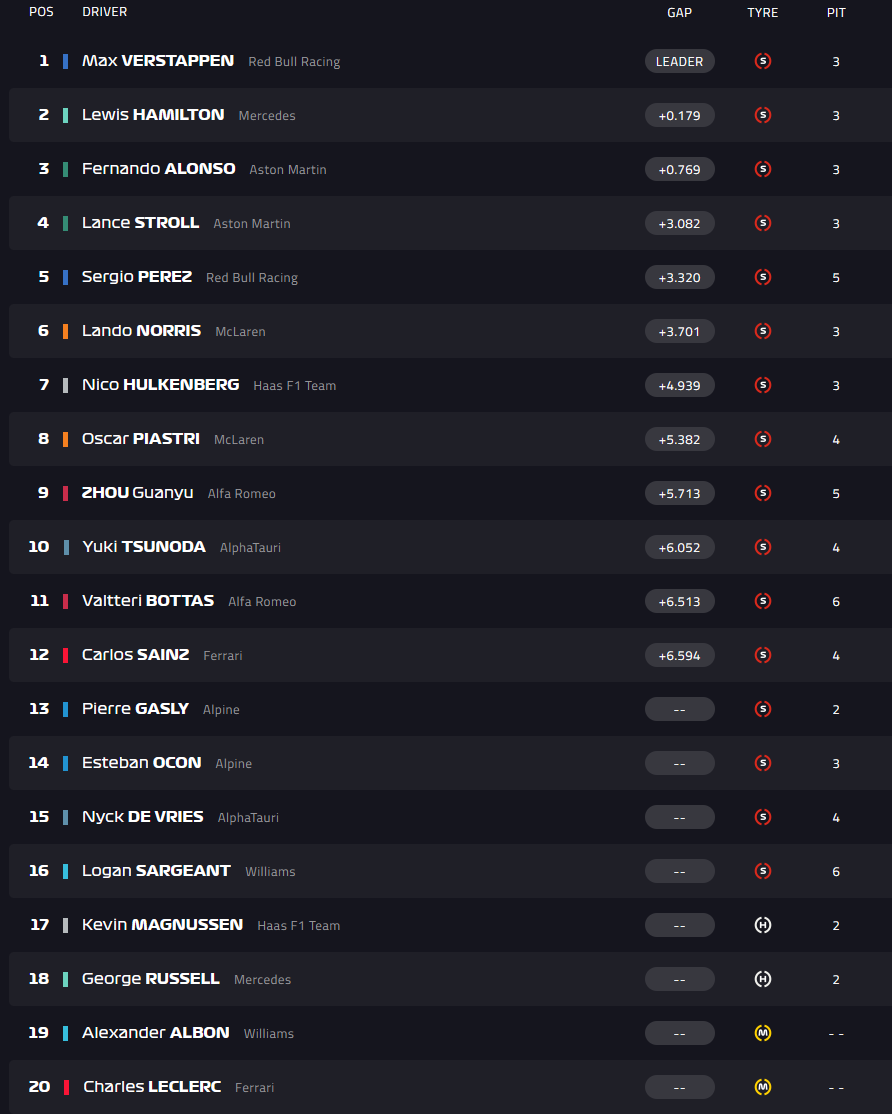 POS DRIVER GAP TYRE PIT
1 Max VERSTAPPEN Red Bull Racing LEADER S 3
2 Lewis HAMILTON Mercedes +0.179 S 3
3 Fernando ALONSO Aston Martin +0.769 S 3
4 Lance STROLL Aston Martin +3.082 S 3
5 Sergio PEREZ Red Bull Racing +3.320 S 5
6 Lando NORRIS McLaren +3.701 S 3
7 Nico HULKENBERG Haas F1 Team +4.939 S 3
8 Oscar PIASTRI McLaren +5.382 S 4
9 ZHOU Guanyu Alfa Romeo +5.713 S 5
10 Yuki TSUNODA AlphaTauri +6.052 S 4
11 Valtteri BOTTAS Alfa Romeo +6.513 S 6
12 Carlos SAINZ Ferrari +6.594 S 4
13 Pierre GASLY Alpine -- S 2
14 Esteban OCON Alpine -- S 3
15 Nyck DE VRIES AlphaTauri -- S 4
16 Logan SARGEANT Williams -- S 6
17 Kevin MAGNUSSEN Haas F1 Team -- H 2
18 George RUSSELL Mercedes -- H 2
19 Alexander ALBON Williams -- M - -
20 Charles LECLERC Ferrari -- M - -